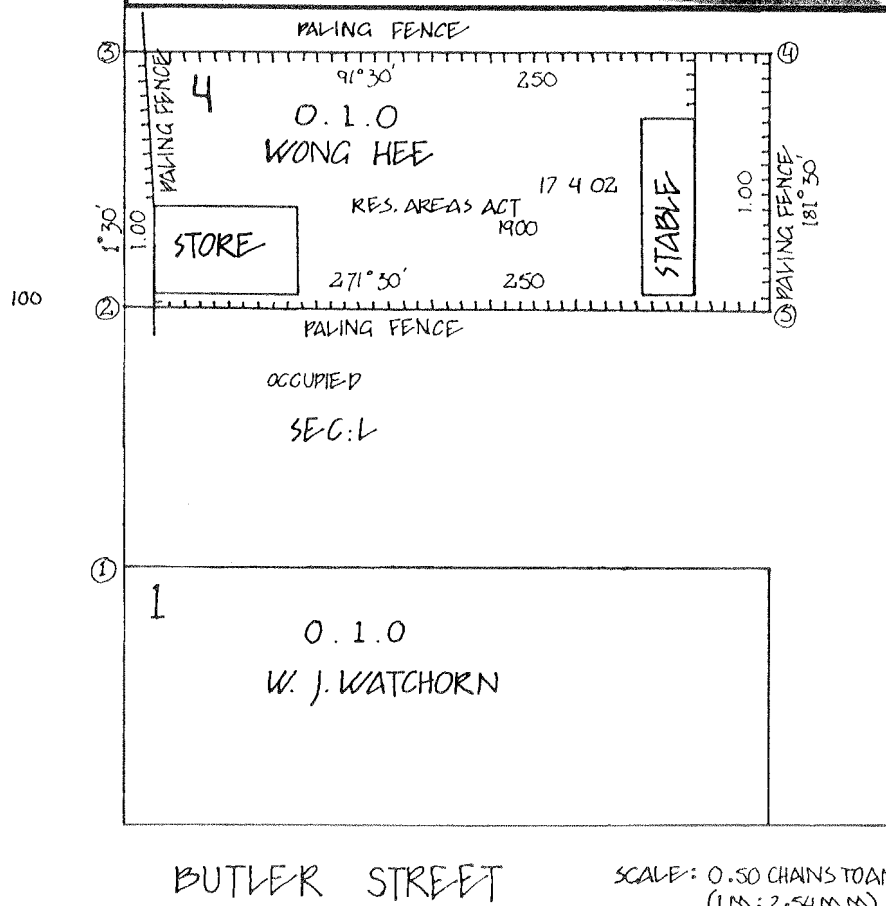 PALING FENCE
③ ④
91°30' 250
PALING FENCE
4
0.1.0
WONG HEE
17 4 02
RES. AREAS ACT
1900
STORE
STABLE
1°30'
1.00
1.00
PALING FENCE
181°30'
271°30' 250
100
② ⑤
PALING FENCE
OCCUPIED
SEC:L
①
1
0.1.0
W. J. WATCHORN
BUTLER STREET
SCALE: 0.50 CHAINS TO
(1M: 2.54MM)